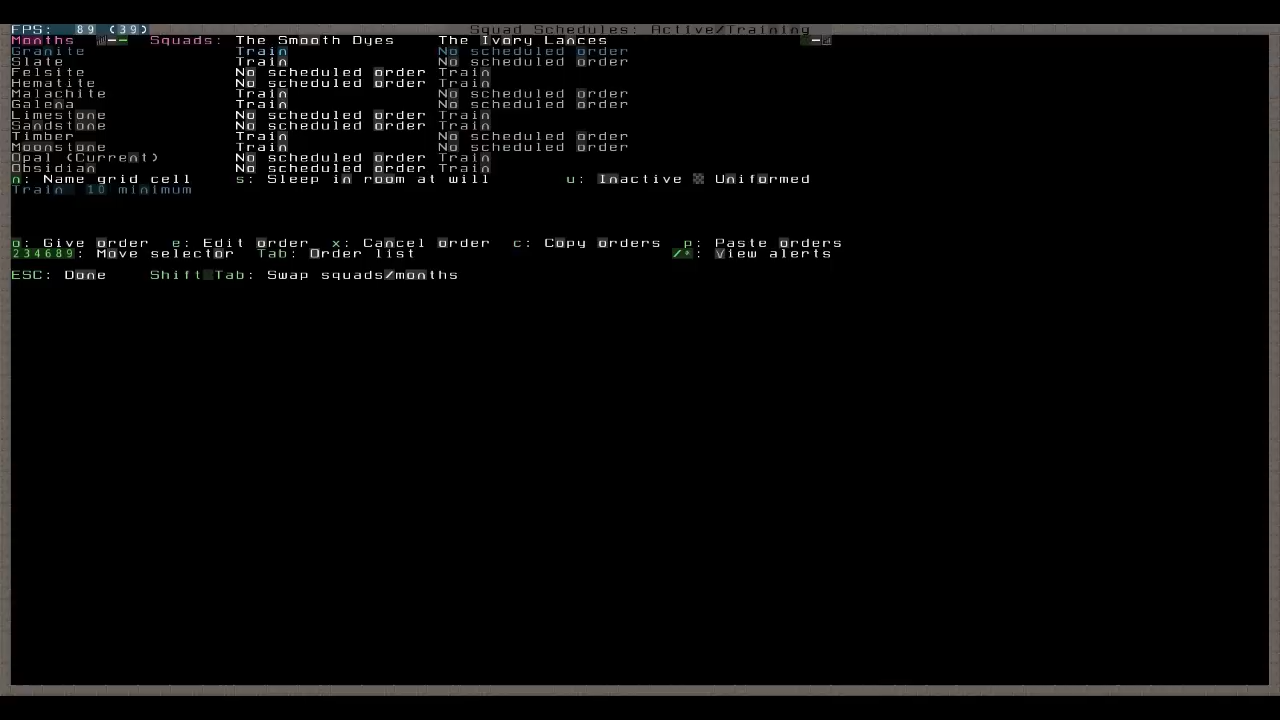 FPS: 89 (39) Squad Schedules: Active/Training
Months Squads: The Smooth Dyes The Ivory Lances
Granite Train No scheduled order
Slate Train No scheduled order
Felsite No scheduled order Train
Hematite No scheduled order Train
Malachite Train No scheduled order
Galena Train No scheduled order
Limestone No scheduled order Train
Sandstone No scheduled order Train
Timber Train No scheduled order
Moonstone Train No scheduled order
Opal (Current) No scheduled order Train
Obsidian No scheduled order Train
n: Name grid cell s: Sleep in room at will u: Inactive = Uniformed
Train 10 minimum
o: Give order e: Edit order x: Cancel order c: Copy orders p: Paste orders
234689: Move selector Tab: Order list /*: View alerts
ESC: Done Shift Tab: Swap squads/months